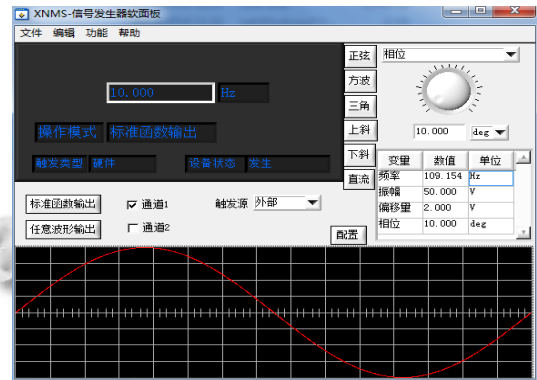 XNMS-信号发生器软面板
文件 编辑 功能 帮助
10.000 Hz
操作模式 标准函数输出
触发类型 硬件 设备状态 发生
正弦
方波
三角
上斜
下斜
直流
相位
10.000 deg
变量 数值 单位
频率 109.154 Hz
振幅 50.000 V
偏移量 2.000 V
相位 10.000 deg
标准函数输出 通道1 触发源 外部
任意波形输出 通道2
配置